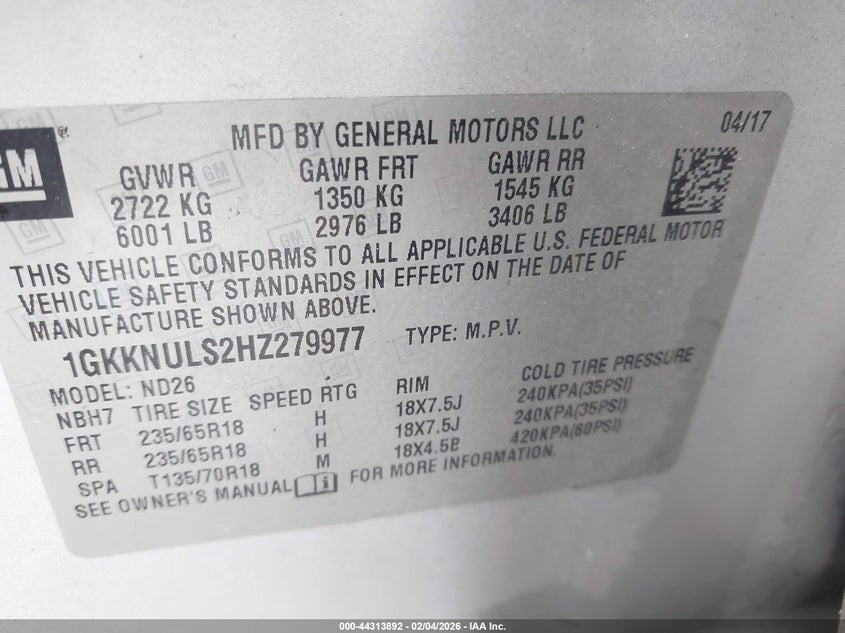 GM ®
MFD BY GENERAL MOTORS LLC 04/17
GVWR GAWR FRT GAWR RR
2722 KG 1350 KG 1545 KG
6001 LB 2976 LB 3406 LB
THIS VEHICLE CONFORMS TO ALL APPLICABLE U.S. FEDERAL MOTOR
VEHICLE SAFETY STANDARDS IN EFFECT ON THE DATE OF
MANUFACTURE SHOWN ABOVE.
1GKKNULS2HZ279977 TYPE: M.P.V.
MODEL: ND26
NBH7 TIRE SIZE SPEED RTG RIM COLD TIRE PRESSURE
FRT 235/65R18 H 18X7.5J 240KPA(35PSI)
RR 235/65R18 H 18X7.5J 240KPA(35PSI)
SPA T135/70R18 M 18X4.5B 420KPA(60PSI)
SEE OWNER'S MANUAL i FOR MORE INFORMATION.
000-44313892 - 02/04/2026 - IAA Inc.